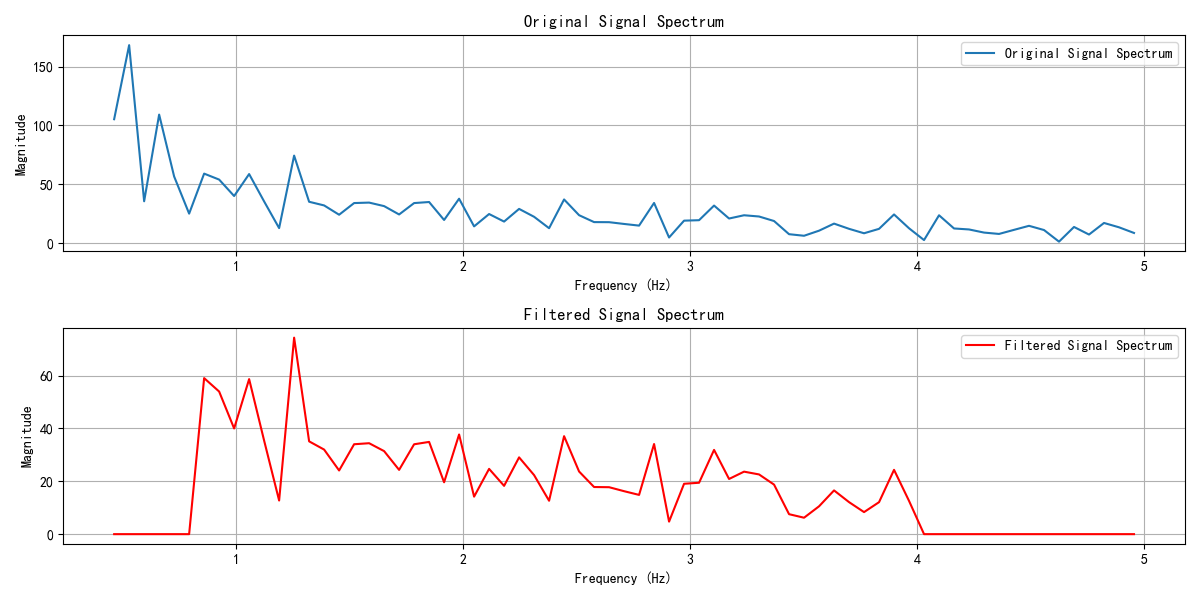 Original Signal Spectrum
Original Signal Spectrum
150
100
50
0
Magnitude
1 2 3 4 5
Frequency (Hz)
Filtered Signal Spectrum
Filtered Signal Spectrum
60
40
20
0
Magnitude
1 2 3 4 5
Frequency (Hz)